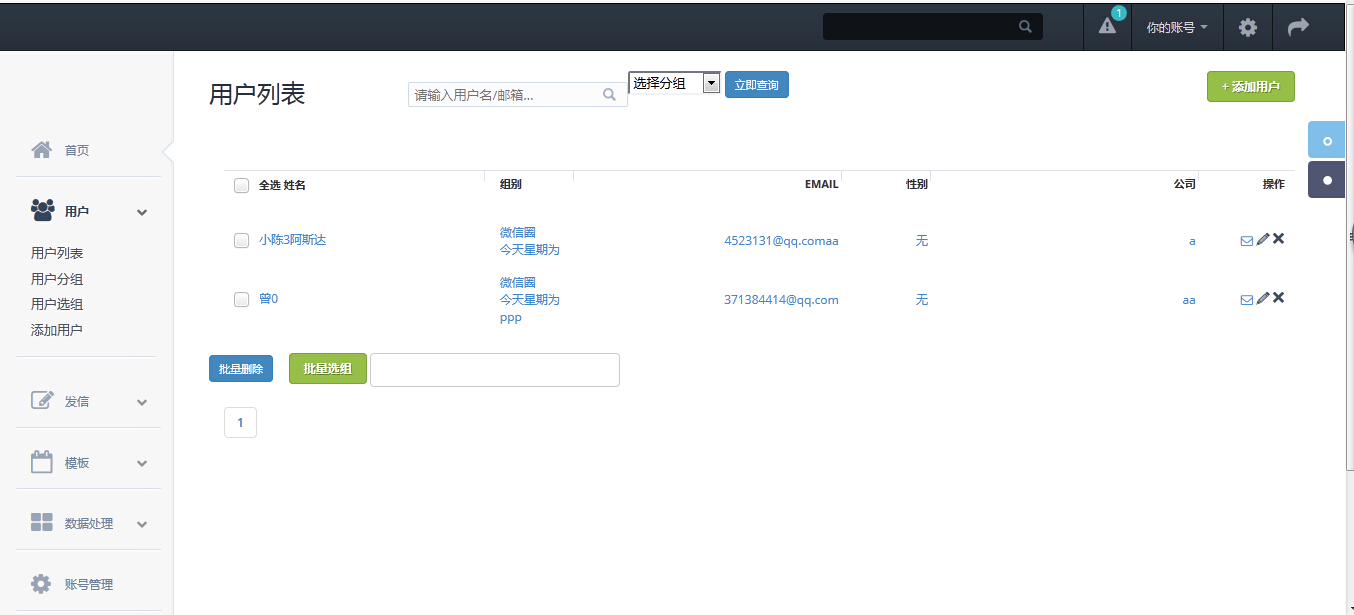 1
你的账号
用户列表
请输入用户名/邮箱...
选择分组
立即查询
+ 添加用户
首页
用户
用户列表
用户分组
用户选组
添加用户
发信
模板
数据处理
账号管理
全选 姓名 组别 EMAIL 性别 公司 操作
小陈3阿斯达 微信圈 4523131@qq.comaa 无 a
今天星期为
曾0 微信圈 371384414@qq.com 无 aa
今天星期为
PPP
批量删除
批量选组
1